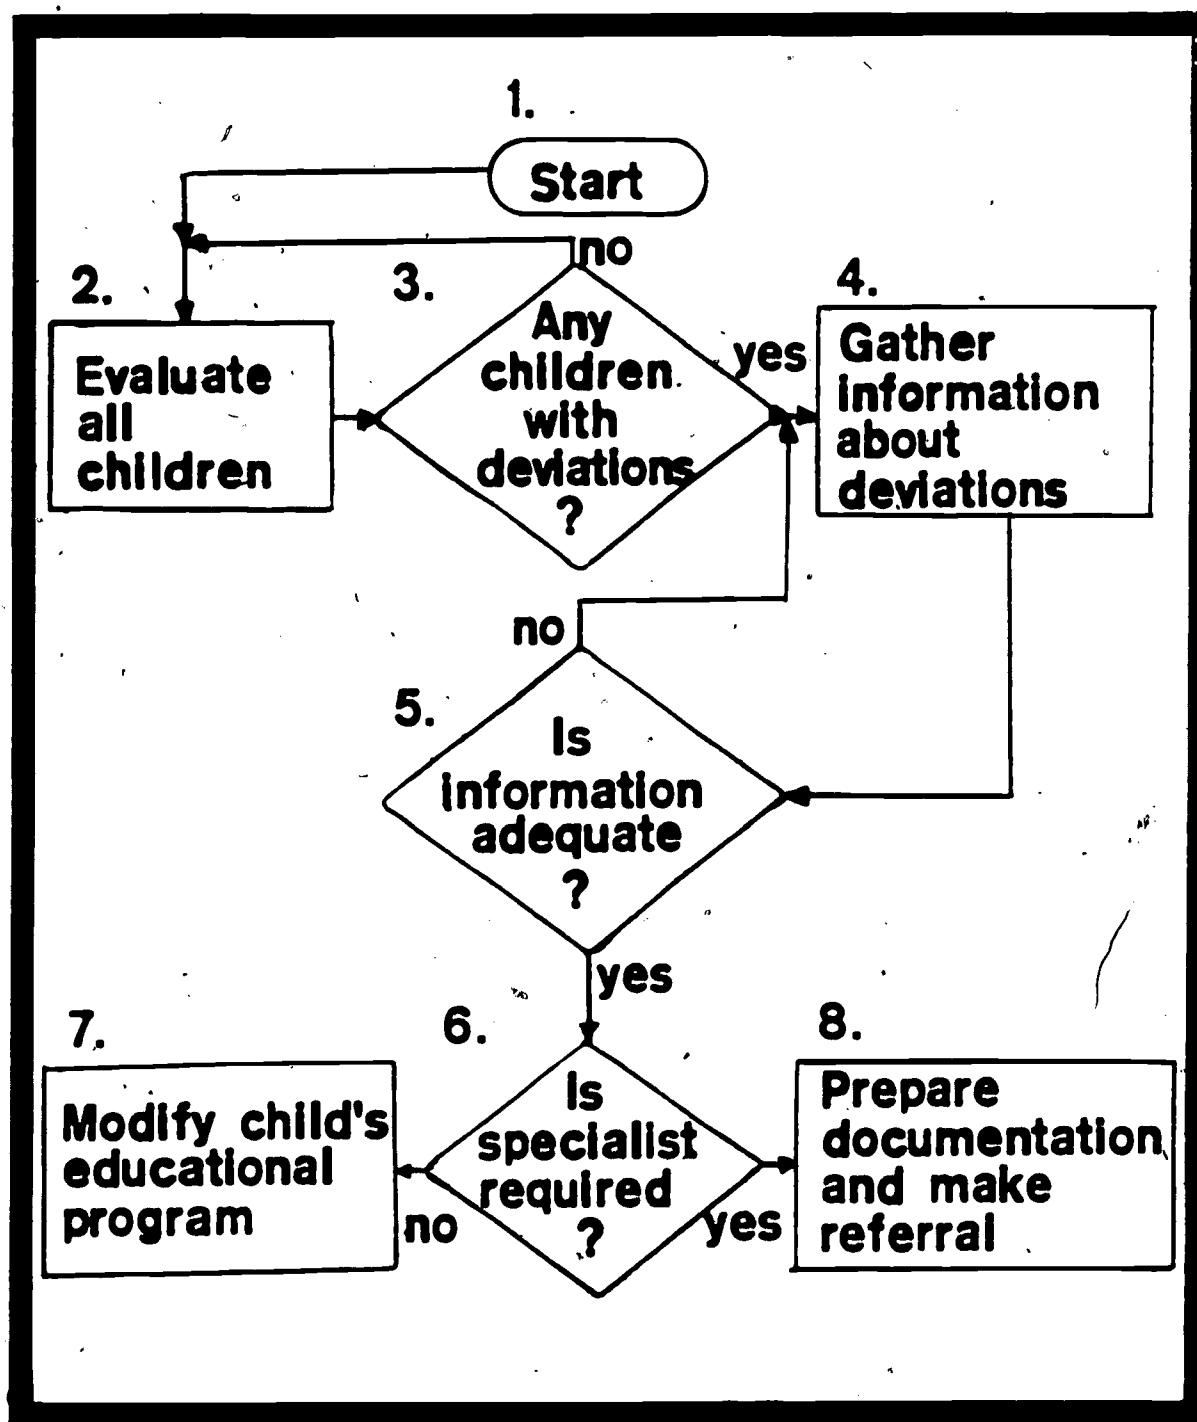 1.
Start
no
2.
Evaluate
all
children
3.
Any
children
with
deviations
?
yes
4.
Gather
information
about
deviations
no
5.
Is
information
adequate
?
yes
6.
Is
specialist
required
?
no
yes
7.
Modify child's
educational
program
8.
Prepare
documentation
and make
referral